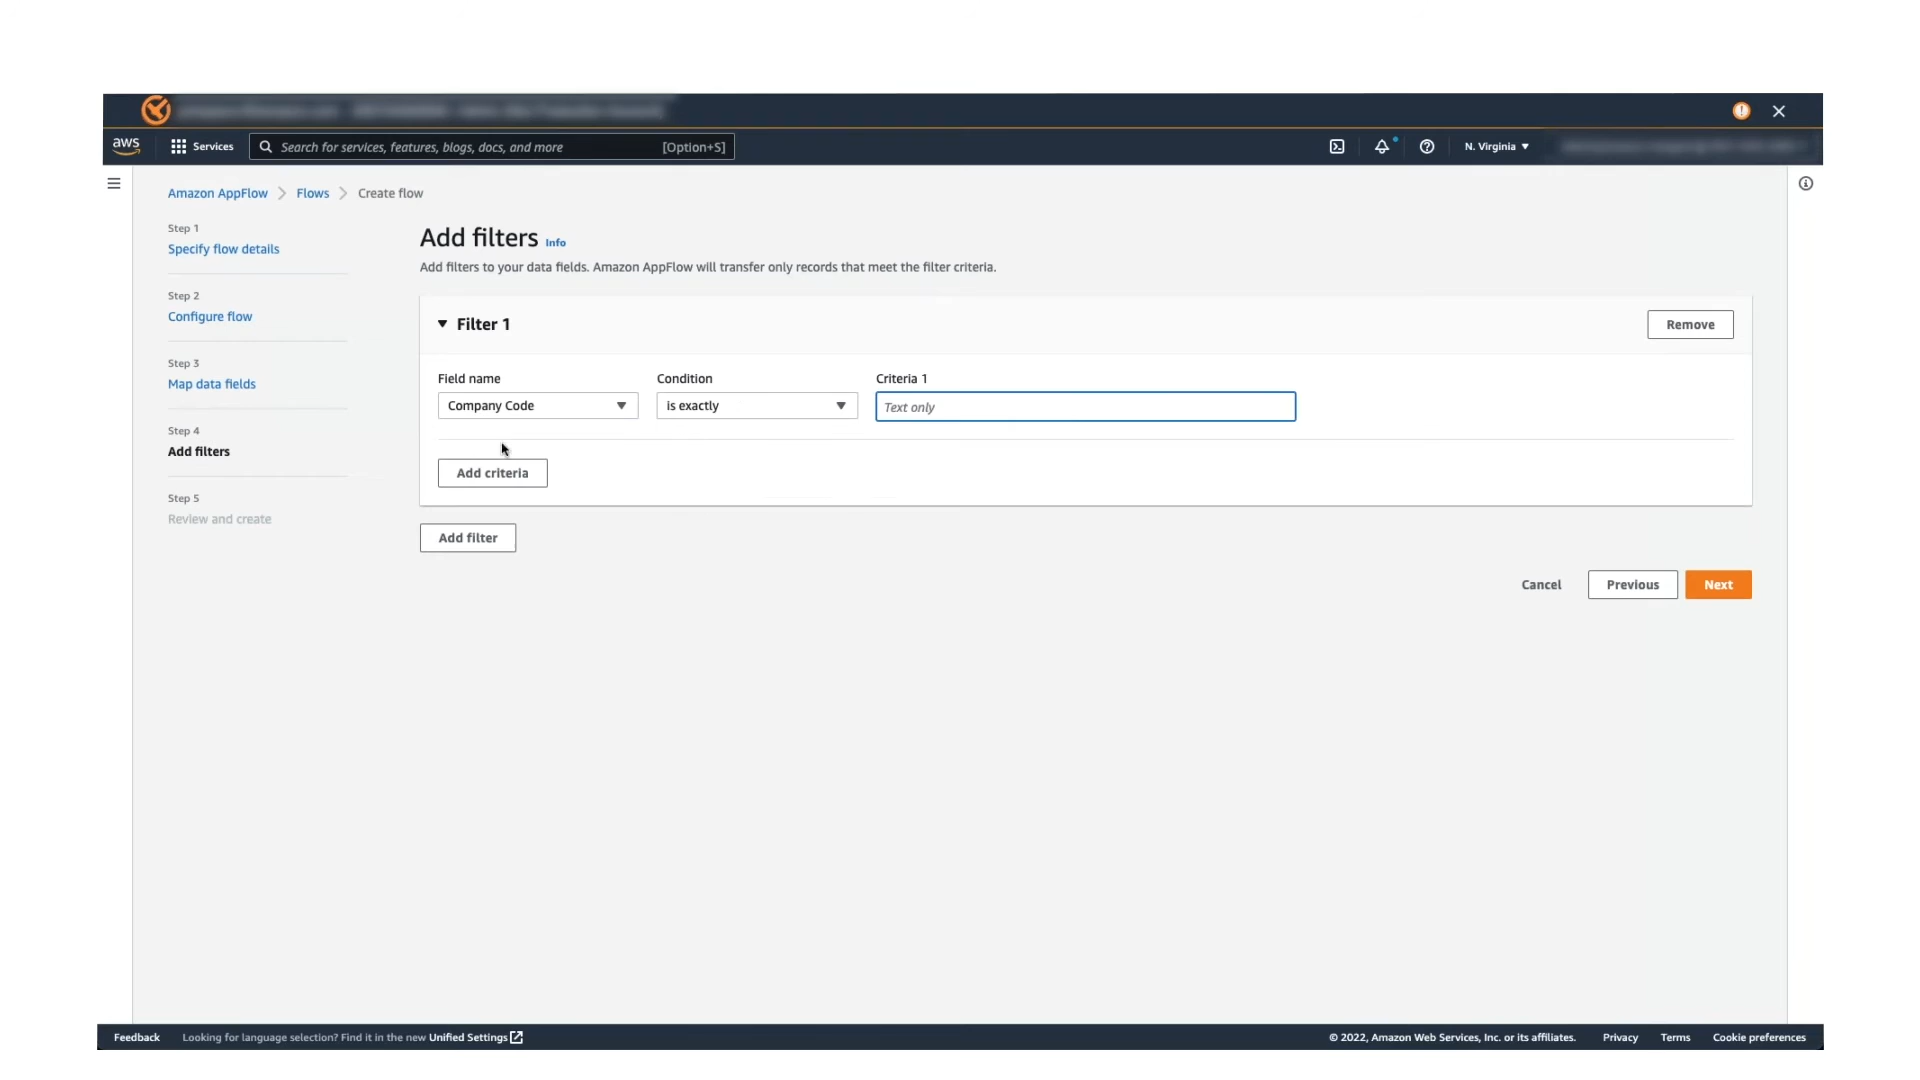 aws
Services
Search for services, features, blogs, docs, and more
[Option+S]
N. Virginia
Amazon AppFlow
Flows
Create flow
Step 1
Specify flow details
Step 2
Configure flow
Step 3
Map data fields
Step 4
Add filters
Step 5
Review and create
Add filters Info
Add filters to your data fields. Amazon AppFlow will transfer only records that meet the filter criteria.
Filter 1
Remove
Field name
Company Code
Condition
is exactly
Criteria 1
Text only
Add criteria
Add filter
Cancel
Previous
Next
Feedback
Looking for language selection? Find it in the new Unified Settings
© 2022, Amazon Web Services, Inc. or its affiliates.
Privacy
Terms
Cookie preferences